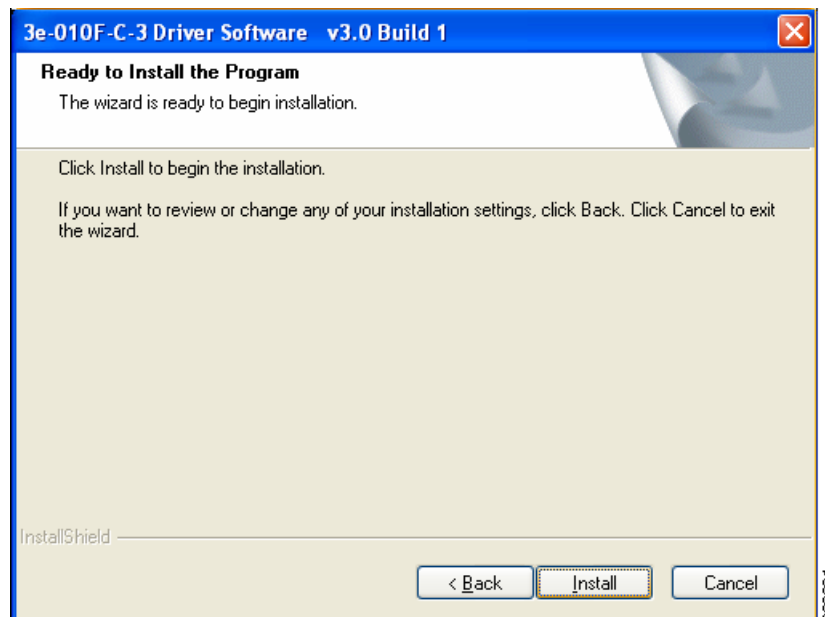 3e-010F-C-3 Driver Software v3.0 Build 1
Ready to Install the Program
The wizard is ready to begin installation.
Click Install to begin the installation.
If you want to review or change any of your installation settings, click Back. Click Cancel to exit
the wizard.
InstallShield
< Back
Install
Cancel